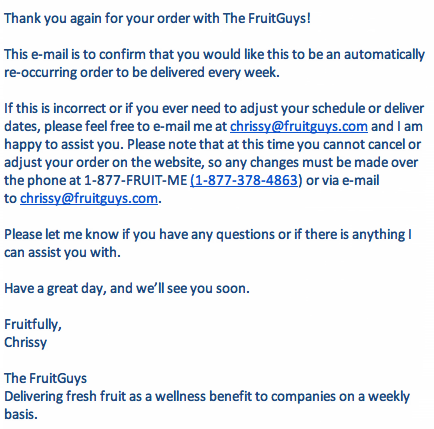 Thank you again for your order with The FruitGuys!
This e-mail is to confirm that you would like this to be an automatically
re-occurring order to be delivered every week.
If this is incorrect or if you ever need to adjust your schedule or deliver
dates, please feel free to e-mail me at chrissy@fruitguys.com and I am
happy to assist you. Please note that at this time you cannot cancel or
adjust your order on the website, so any changes must be made over
the phone at 1-877-FRUIT-ME (1-877-378-4863) or via e-mail
to chrissy@fruitguys.com.
Please let me know if you have any questions or if there is anything I
can assist you with.
Have a great day, and we’ll see you soon.
Fruitfully,
Chrissy
The FruitGuys
Delivering fresh fruit as a wellness benefit to companies on a weekly
basis.